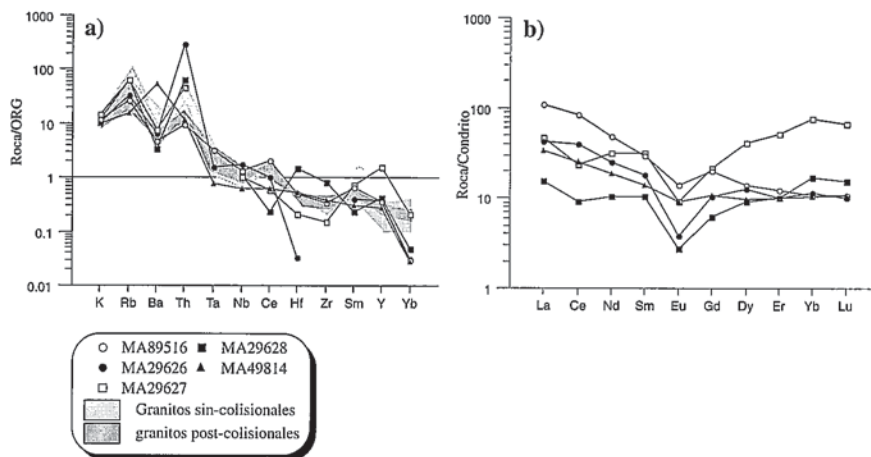 a)
Roca/ORG
1000
100
10
1
0.1
0.01
K Rb Ba Th Ta Nb Ce Hf Zr Sm Y Yb
b)
Roca/Condrito
1000
100
10
1
La Ce Nd Sm Eu Gd Dy Er Yb Lu
MA89516 MA29628
MA29626 MA49814
MA29627
Granitos sin-colisionales
granitos post-colisionales